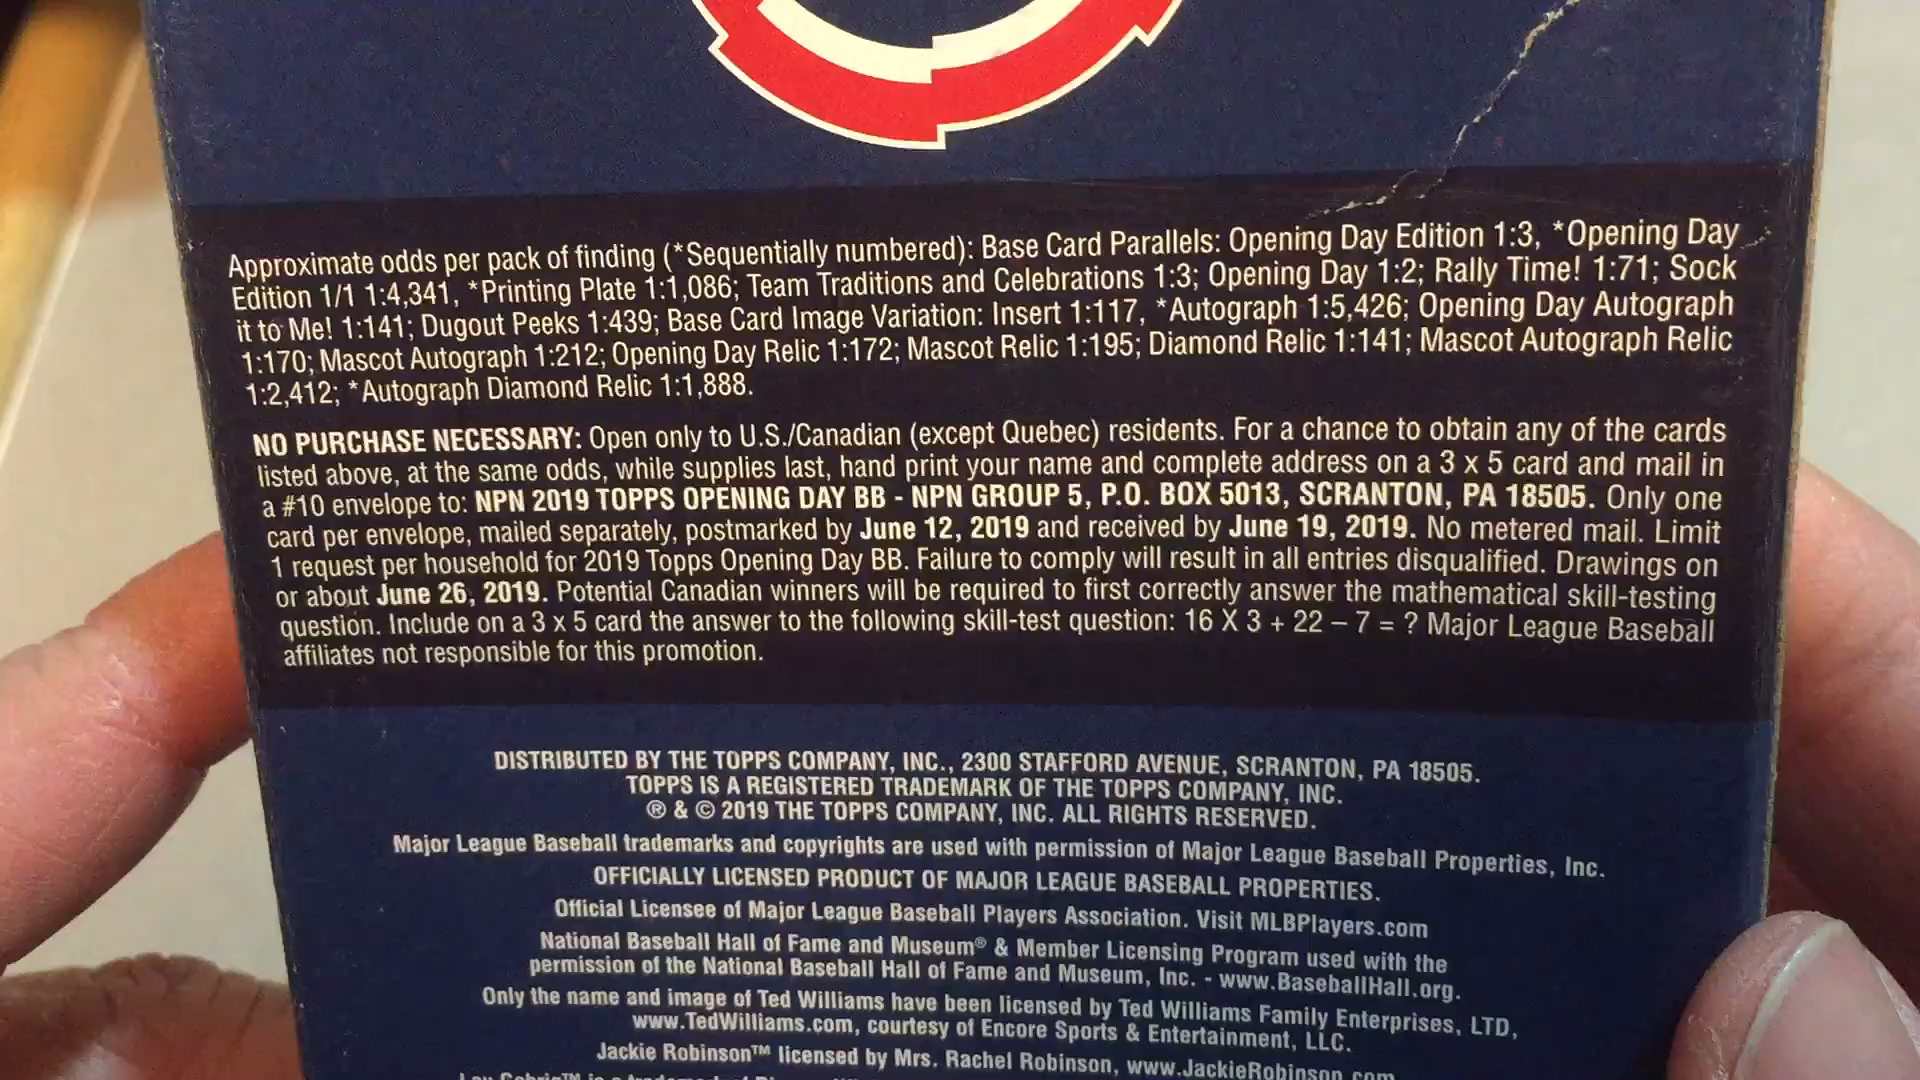 Approximate odds per pack of finding (*Sequentially numbered): Base Card Parallels: Opening Day Edition 1:3, *Opening Day
Edition 1/1 1:4,341, *Printing Plate 1:1,086; Team Traditions and Celebrations 1:3; Opening Day 1:2; Rally Time! 1:71; Sock
it to Me! 1:141; Dugout Peeks 1:439; Base Card Image Variation: Insert 1:117, *Autograph 1:5,426; Opening Day Autograph
1:170; Mascot Autograph 1:212; Opening Day Relic 1:172; Mascot Relic 1:195; Diamond Relic 1:141; Mascot Autograph Relic
1:2,412; *Autograph Diamond Relic 1:1,888.
NO PURCHASE NECESSARY: Open only to U.S./Canadian (except Quebec) residents. For a chance to obtain any of the cards
listed above, at the same odds, while supplies last, hand print your name and complete address on a 3 x 5 card and mail in
a #10 envelope to: NPN 2019 TOPPS OPENING DAY BB - NPN GROUP 5, P.O. BOX 5013, SCRANTON, PA 18505. Only one
card per envelope, mailed separately, postmarked by June 12, 2019 and received by June 19, 2019. No metered mail. Limit
1 request per household for 2019 Topps Opening Day BB. Failure to comply will result in all entries disqualified. Drawings on
or about June 26, 2019. Potential Canadian winners will be required to first correctly answer the mathematical skill-testing
question. Include on a 3 x 5 card the answer to the following skill-test question: 16 X 3 + 22 – 7 = ? Major League Baseball
affiliates not responsible for this promotion.
DISTRIBUTED BY THE TOPPS COMPANY, INC., 2300 STAFFORD AVENUE, SCRANTON, PA 18505.
TOPPS IS A REGISTERED TRADEMARK OF THE TOPPS COMPANY, INC.
® & © 2019 THE TOPPS COMPANY, INC. ALL RIGHTS RESERVED.
Major League Baseball trademarks and copyrights are used with permission of Major League Baseball Properties, Inc.
OFFICIALLY LICENSED PRODUCT OF MAJOR LEAGUE BASEBALL PROPERTIES.
Official Licensee of Major League Baseball Players Association. Visit MLBPlayers.com
National Baseball Hall of Fame and Museum® & Member Licensing Program used with the
permission of the National Baseball Hall of Fame and Museum, Inc. - www.BaseballHall.org.
Only the name and image of Ted Williams have been licensed by Ted Williams Family Enterprises, LTD,
www.TedWilliams.com, courtesy of Encore Sports & Entertainment, LLC.
Jackie Robinson™ licensed by Mrs. Rachel Robinson, www.JackieRobinson.com